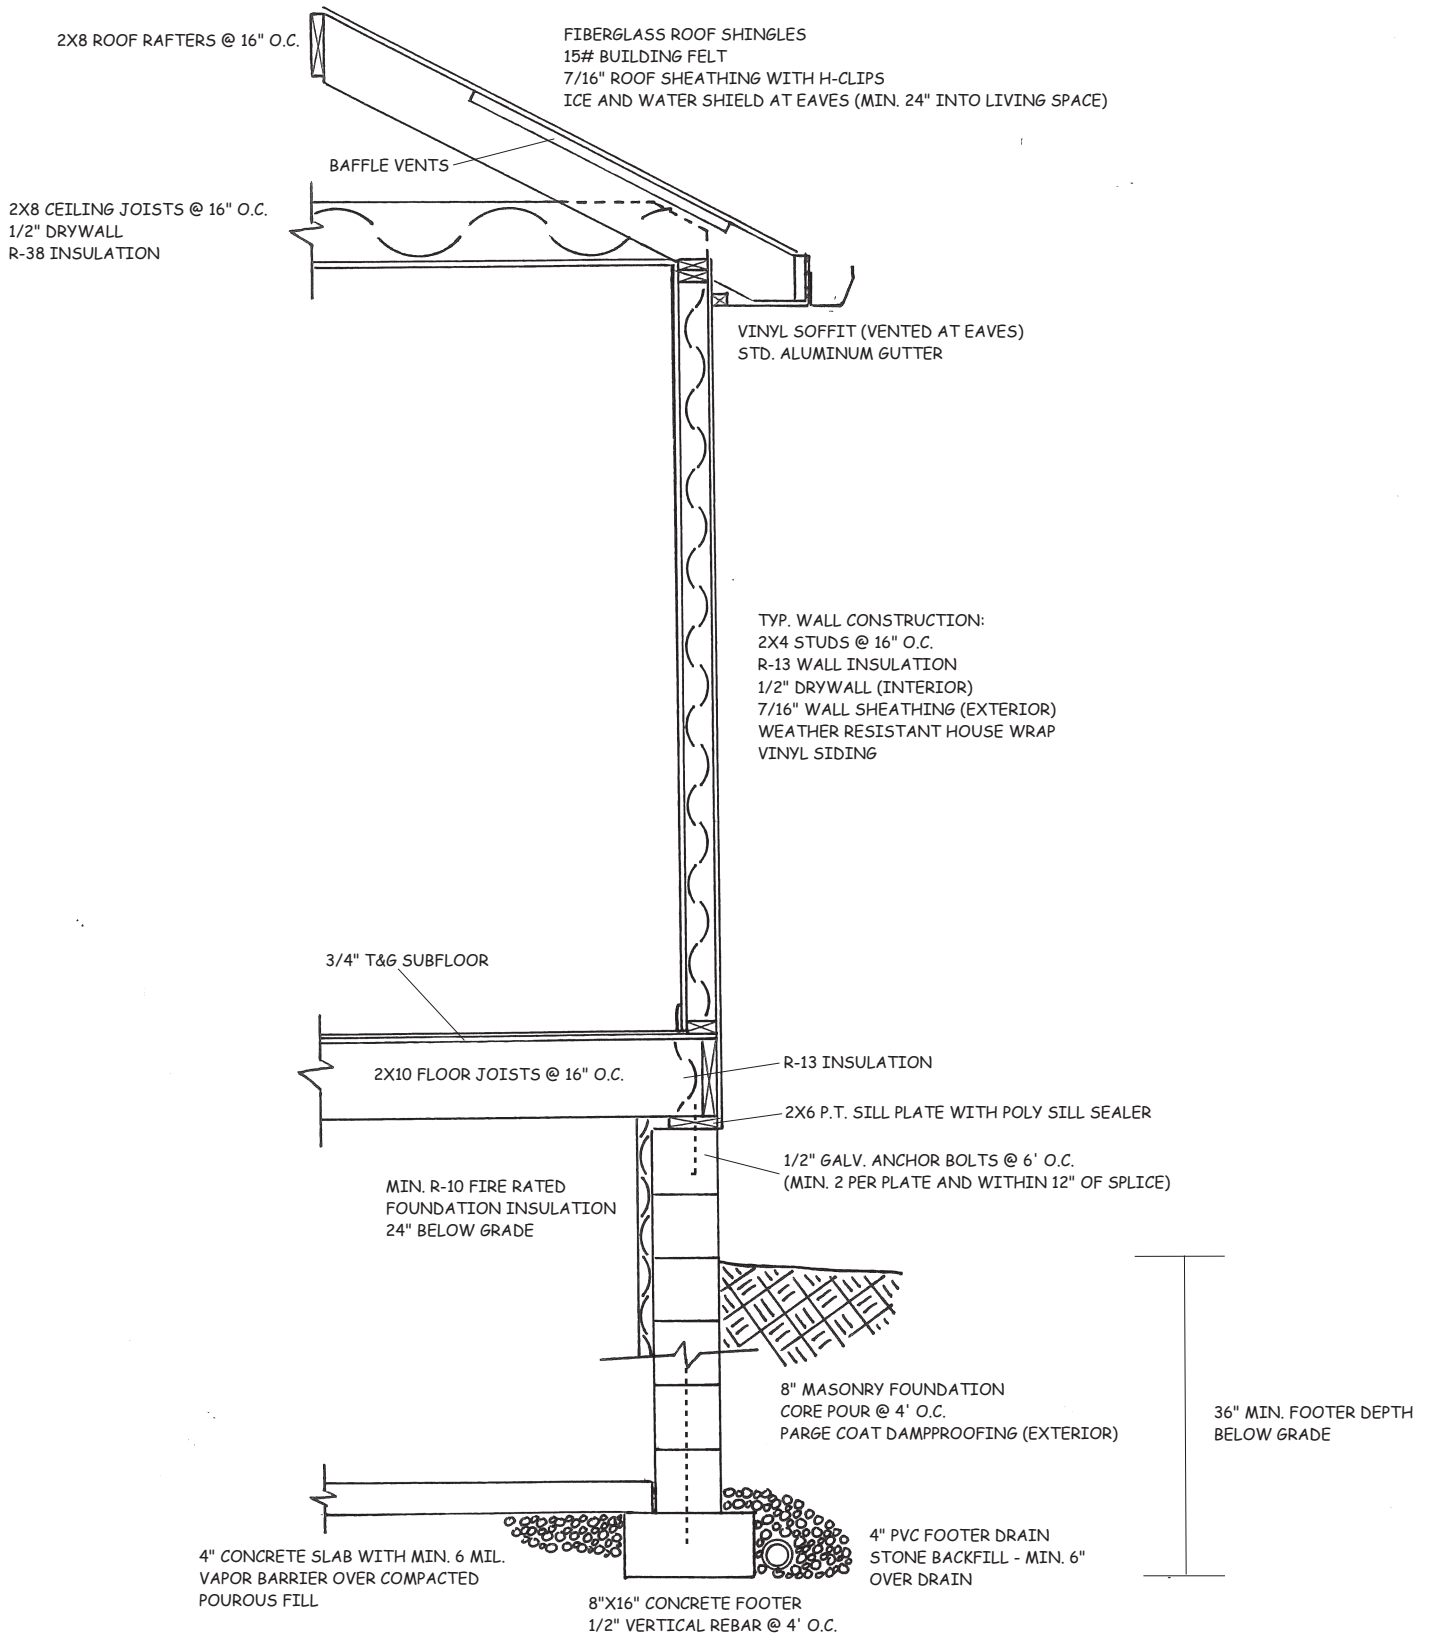 2X8 ROOF RAFTERS @ 16" O.C.
FIBERGLASS ROOF SHINGLES
15# BUILDING FELT
7/16" ROOF SHEATHING WITH H-CLIPS
ICE AND WATER SHIELD AT EAVES (MIN. 24" INTO LIVING SPACE)
BAFFLE VENTS
2X8 CEILING JOISTS @ 16" O.C.
1/2" DRYWALL
R-38 INSULATION
VINYL SOFFIT (VENTED AT EAVES)
STD. ALUMINUM GUTTER
TYP. WALL CONSTRUCTION:
2X4 STUDS @ 16" O.C.
R-13 WALL INSULATION
1/2" DRYWALL (INTERIOR)
7/16" WALL SHEATHING (EXTERIOR)
WEATHER RESISTANT HOUSE WRAP
VINYL SIDING
3/4" T&G SUBFLOOR
2X10 FLOOR JOISTS @ 16" O.C.
R-13 INSULATION
2X6 P.T. SILL PLATE WITH POLY SILL SEALER
1/2" GALV. ANCHOR BOLTS @ 6' O.C.
(MIN. 2 PER PLATE AND WITHIN 12" OF SPLICE)
MIN. R-10 FIRE RATED
FOUNDATION INSULATION
24" BELOW GRADE
8" MASONRY FOUNDATION
CORE POUR @ 4' O.C.
PARGE COAT DAMPPROOFING (EXTERIOR)
36" MIN. FOOTER DEPTH
BELOW GRADE
4" PVC FOOTER DRAIN
STONE BACKFILL - MIN. 6"
OVER DRAIN
4" CONCRETE SLAB WITH MIN. 6 MIL.
VAPOR BARRIER OVER COMPACTED
POUROUS FILL
8"X16" CONCRETE FOOTER
1/2" VERTICAL REBAR @ 4' O.C.